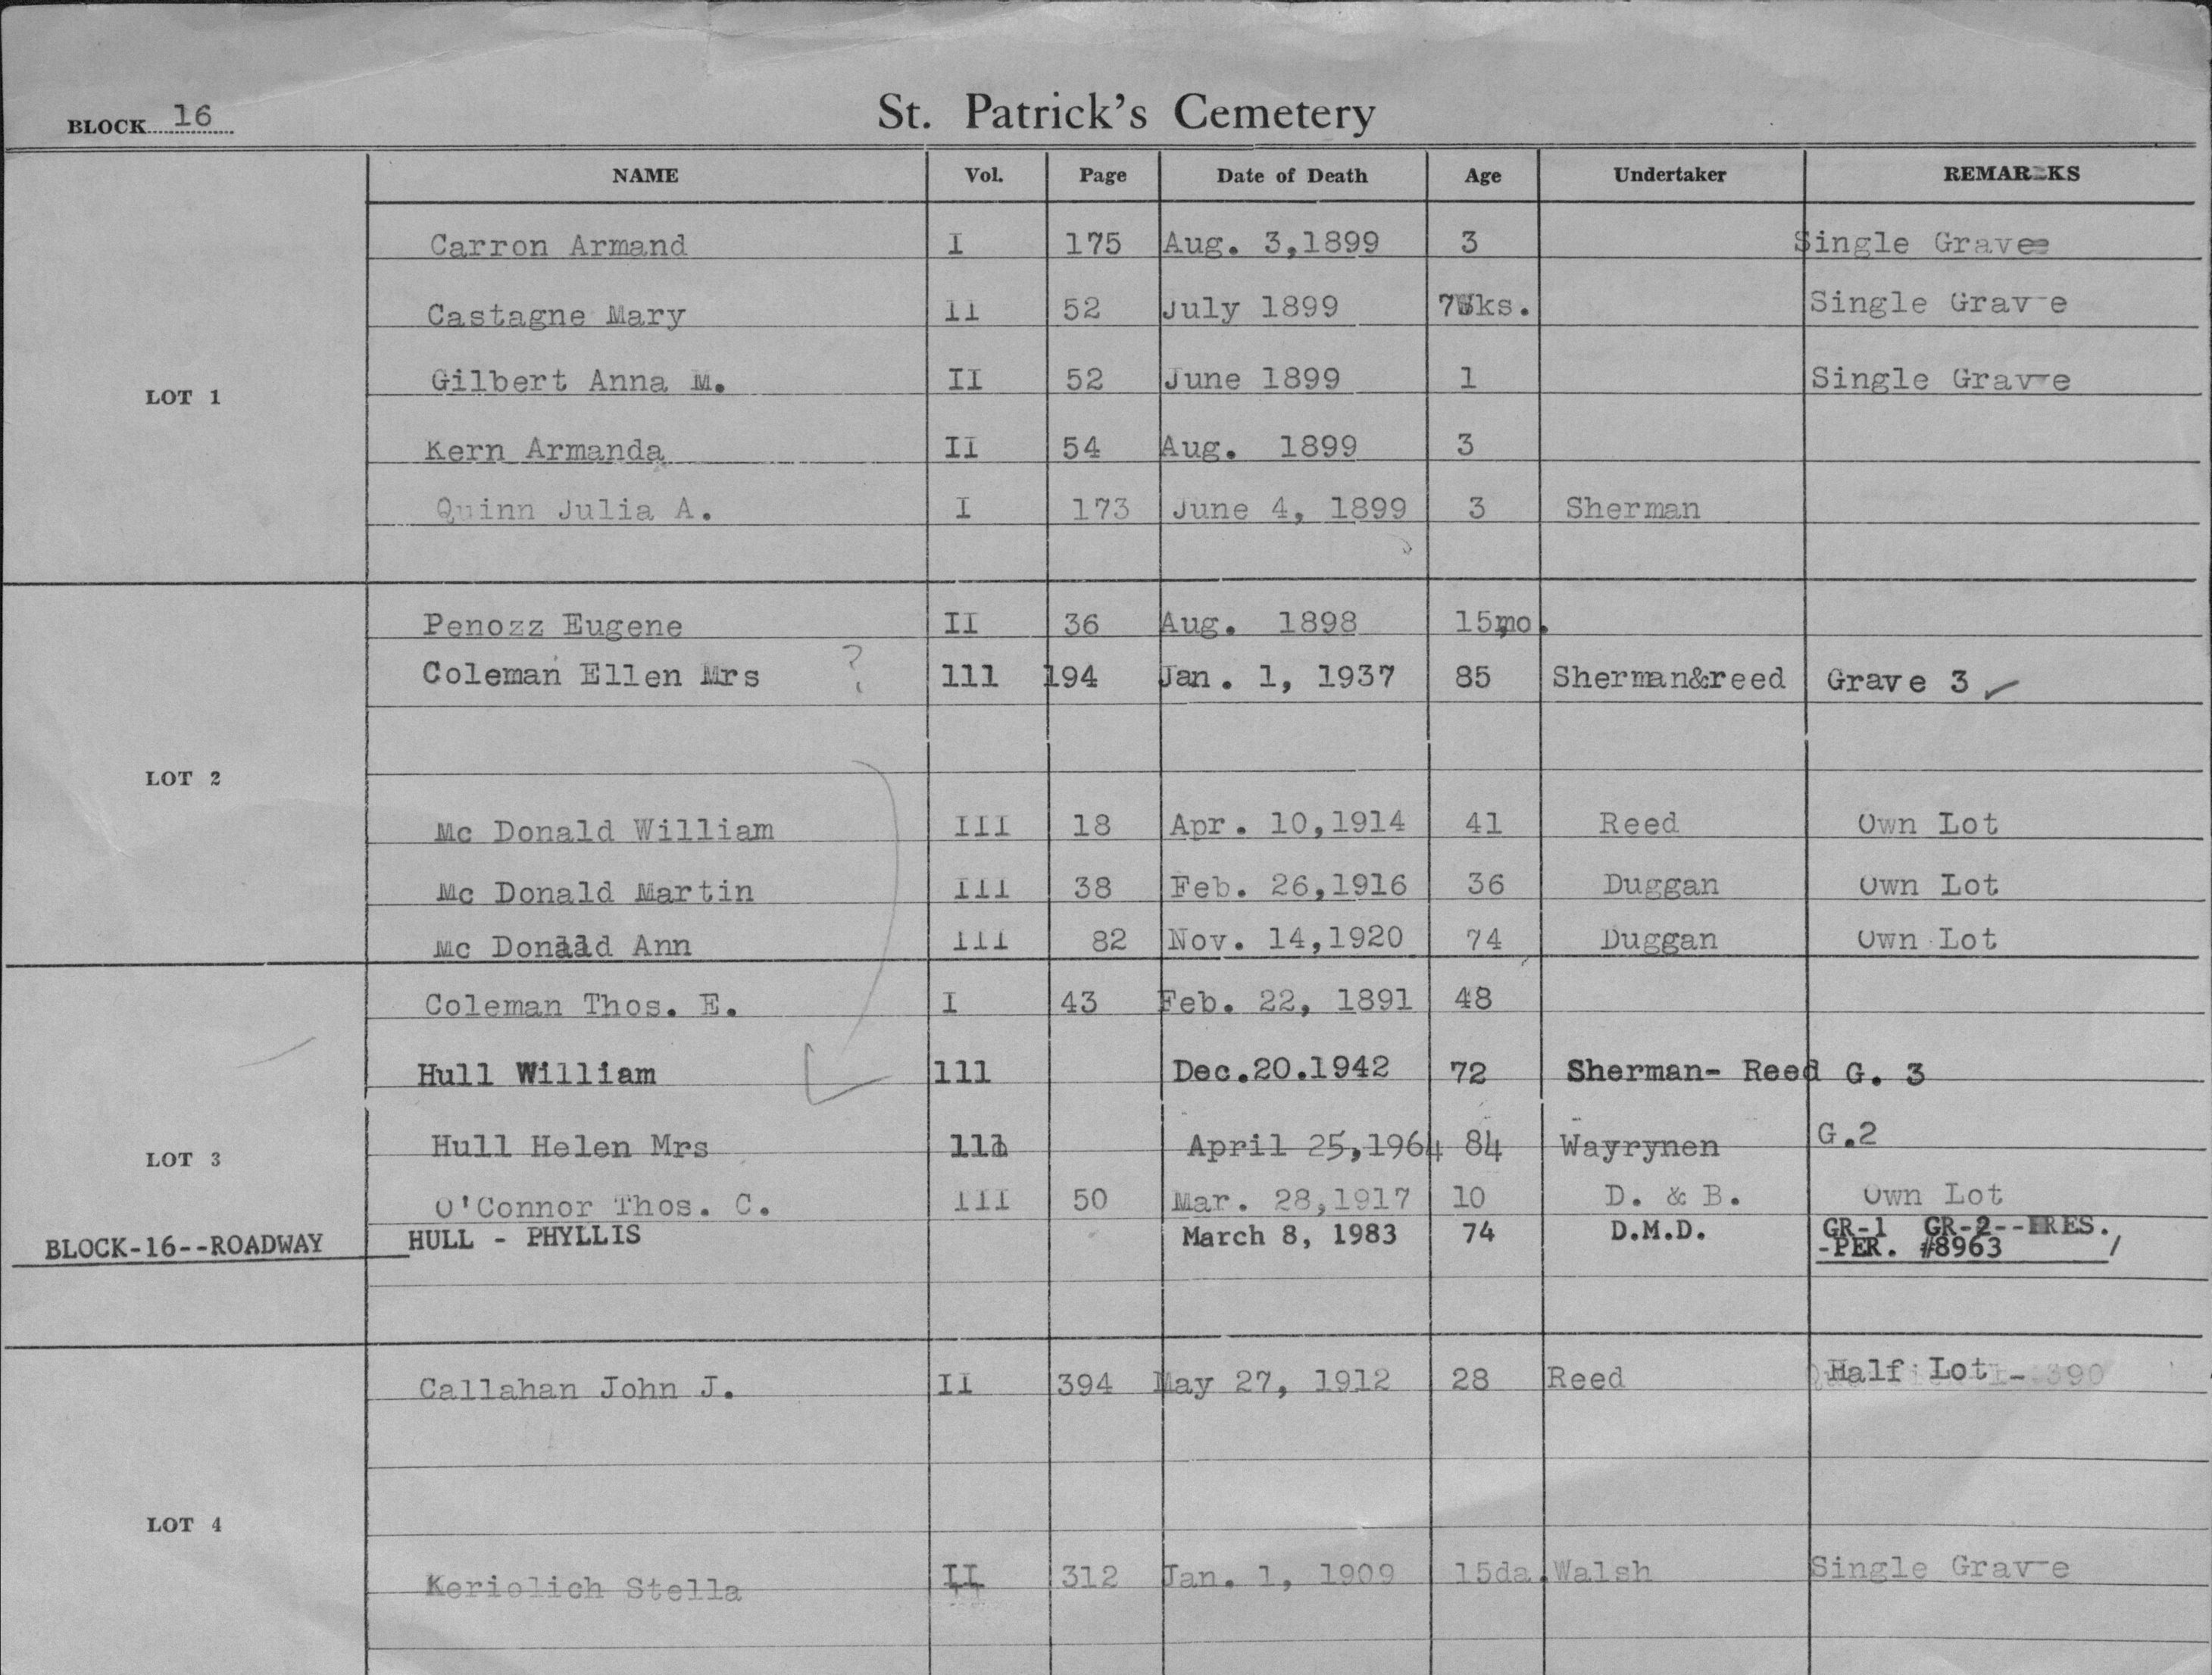 BLOCK 16
St. Patrick's Cemetery
NAME Vol. Page Date of Death Age Undertaker REMARKS
Carron Armand I 175 Aug. 3,1899 3 Single Grave
Castagne Mary II 52 July 1899 7Wks. Single Grav-e
LOT 1
Gilbert Anna M. II 52 June 1899 1 Single Grav-e
Kern Armanda II 54 Aug. 1899 3
Quinn Julia A. I 173 June 4, 1899 3 Sherman
Penozz Eugene II 36 Aug. 1898 15mo.
Coleman Ellen Mrs ? 111 194 Jan. 1, 1937 85 Sherman&reed Grave 3 ✓
LOT 2
Mc Donald William III 18 Apr. 10,1914 41 Reed Own Lot
Mc Donald Martin III 38 Feb. 26,1916 36 Duggan Own Lot
Mc Donald Ann III 82 Nov. 14,1920 74 Duggan Own Lot
Coleman Thos. E. I 43 Feb. 22, 1891 48
Hull William 111 Dec.20.1942 72 Sherman- Reed G. 3
LOT 3
Hull Helen Mrs 111 April 25,1964 84 Wayrynen G.2
O'Connor Thos. C. III 50 Mar. 28,1917 10 D. & B. Own Lot
BLOCK-16--ROADWAY HULL - PHYLLIS March 8, 1983 74 D.M.D. GR-1 GR-2--RES.
-PER. #8963
Callahan John J. II 394 May 27, 1912 28 Reed Half Lot -
LOT 4
Keriolich Stella II 312 Jan. 1, 1909 15da. Walsh Single Grav-e